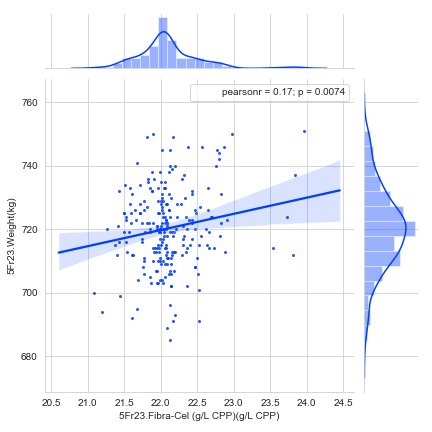 pearsonr = 0.17; p = 0.0074
760
740
720
700
680
5Fr23.Weight(kg)
20.5 21.0 21.5 22.0 22.5 23.0 23.5 24.0 24.5
5Fr23.Fibra-Cel (g/L CPP)(g/L CPP)